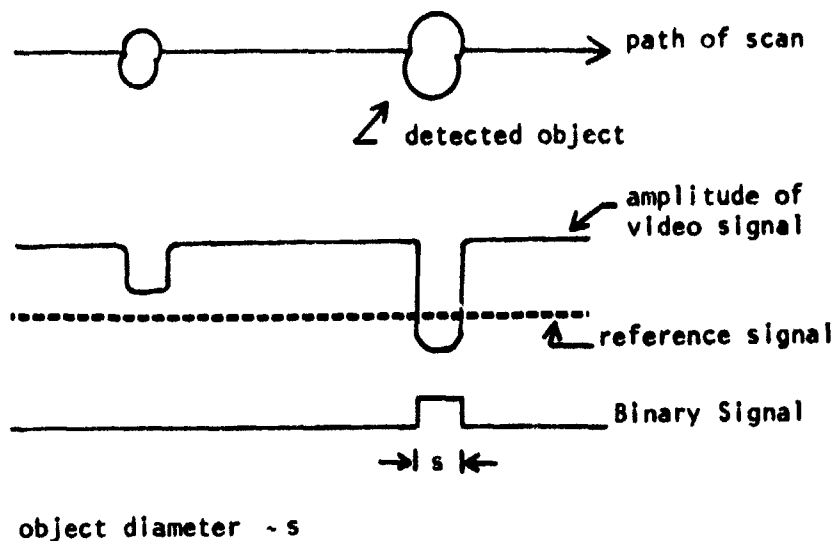 path of scan
detected object
amplitude of
video signal
reference signal
Binary Signal
s
object diameter ~ s